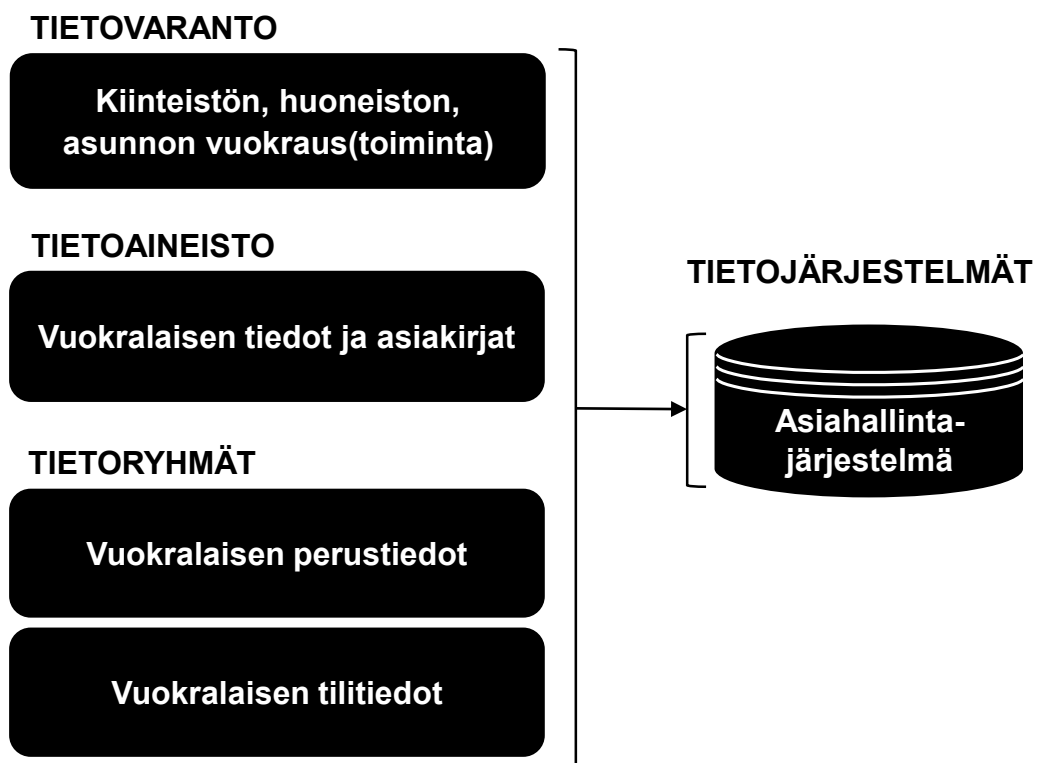 TIETOVARANTO
Kiinteistön, huoneiston,
asunnon vuokraus(toiminta)
TIETOAINEISTO
Vuokralaisen tiedot ja asiakirjat
TIETORYHMÄT
Vuokralaisen perustiedot
Vuokralaisen tilitiedot
TIETOJÄRJESTELMÄT
Asiahallinta-
järjestelmä